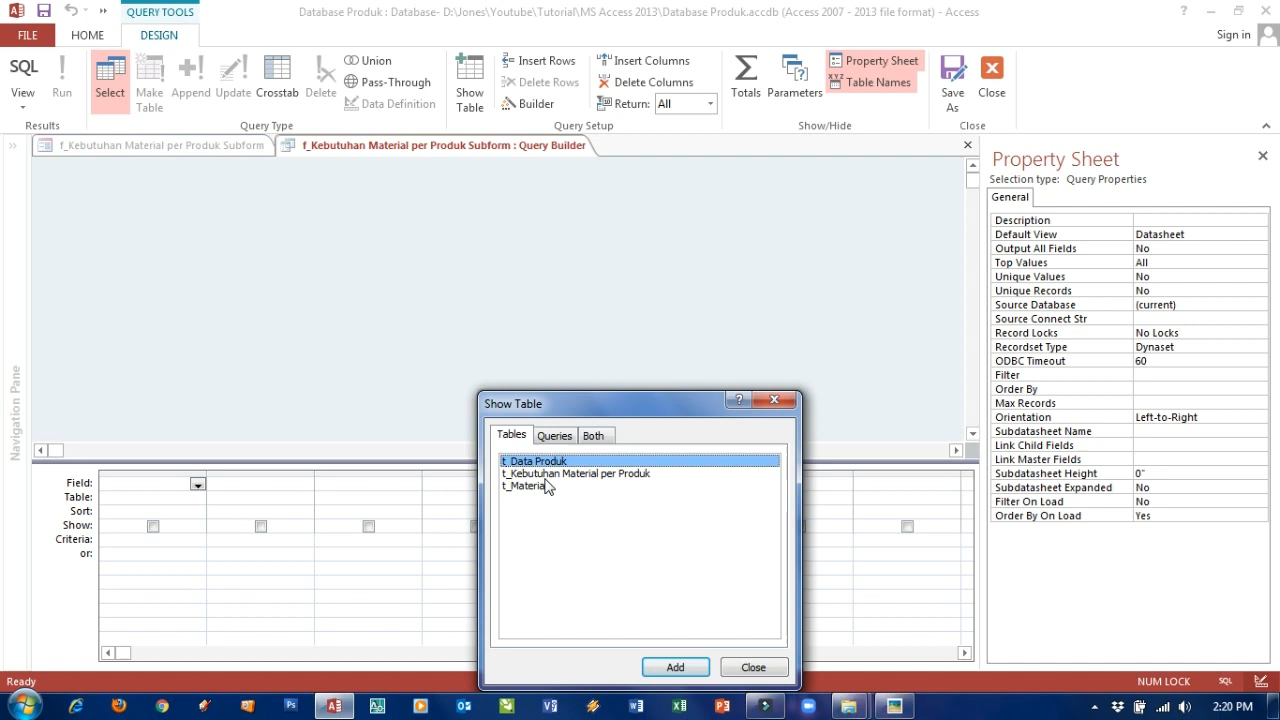 QUERY TOOLS
Database Produk : Database- D:\Jones\Youtube\Tutorial\MS Access 2013\Database Produk.accdb (Access 2007 - 2013 file format) - Access
FILE HOME DESIGN
Sign in
SQL
View
Run
Results
Select
Make Table
Append
Update
Crosstab
Delete
Union
Pass-Through
Data Definition
Query Type
Show Table
Insert Rows
Delete Rows
Builder
Insert Columns
Delete Columns
Return: All
Query Setup
Totals
Parameters
Property Sheet
XYZ Table Names
Show/Hide
Save As
Close
Close
f_Kebutuhan Material per Produk Subform
f_Kebutuhan Material per Produk Subform : Query Builder
Navigation Pane
Field:
Table:
Sort:
Show:
Criteria:
or:
Show Table
Tables Queries Both
t_Data Produk
t_Kebutuhan Material per Produk
t_Material
Add Close
Property Sheet
Selection type: Query Properties
General
Description
Default View Datasheet
Output All Fields No
Top Values All
Unique Values No
Unique Records No
Source Database (current)
Source Connect Str
Record Locks No Locks
Recordset Type Dynaset
ODBC Timeout 60
Filter
Order By
Max Records
Orientation Left-to-Right
Subdatasheet Name
Link Child Fields
Link Master Fields
Subdatasheet Height 0"
Subdatasheet Expanded No
Filter On Load No
Order By On Load Yes
Ready
NUM LOCK
SQL
2:20 PM